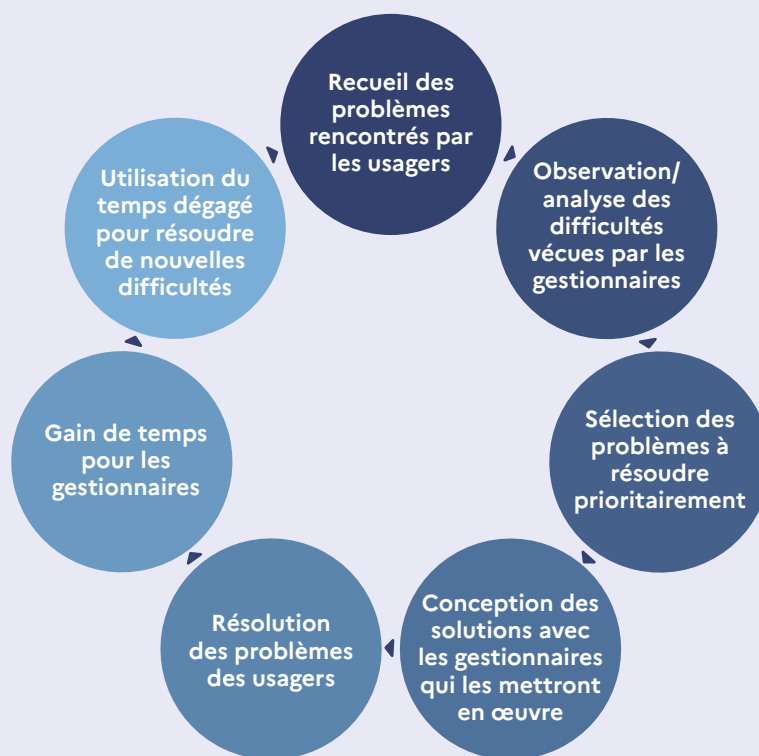 Recueil des
problèmes
rencontrés par
les usagers
Observation/
analyse des
difficultés
vécues par les
gestionnaires
Sélection des
problèmes à
résoudre
prioritairement
Conception des
solutions avec
les gestionnaires
qui les mettront
en œuvre
Résolution
des problèmes
des usagers
Gain de temps
pour les
gestionnaires
Utilisation du
temps dégagé
pour résoudre
de nouvelles
difficultés